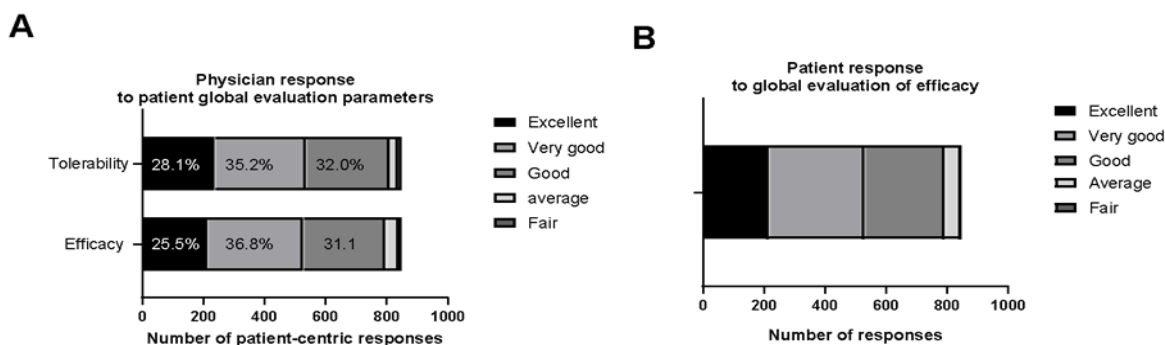 A
Physician response
to patient global evaluation parameters
Tolerability
28.1% 35.2% 32.0%
Efficacy
25.5% 36.8% 31.1
0 200 400 600 800 1000
Number of patient-centric responses
Excellent
Very good
Good
average
Fair
B
Patient response
to global evaluation of efficacy
0 200 400 600 800 1000
Number of responses
Excellent
Very good
Good
Average
Fair